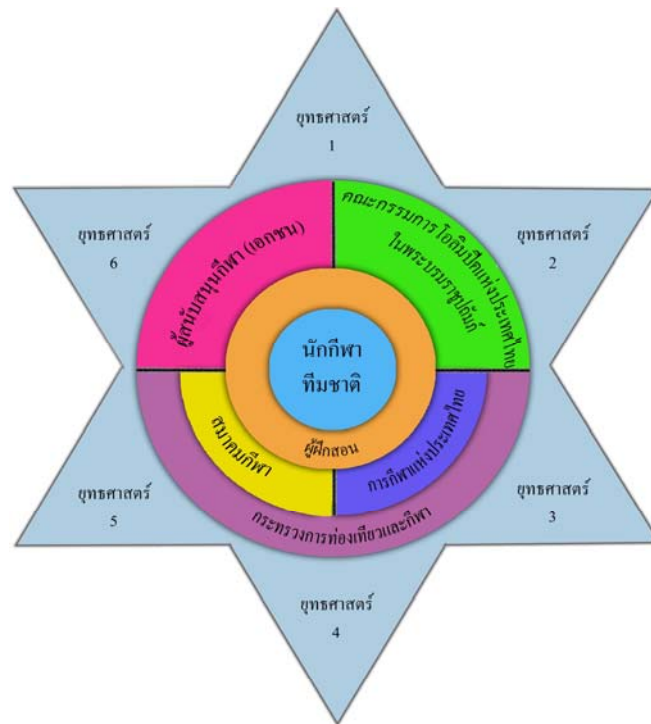 ยุทธศาสตร์
1
ยุทธศาสตร์
6
ยุทธศาสตร์
2
ผู้สนับสนุนกีฬา (เอกชน)
คณะกรรมการโอลิมปิคแห่งประเทศไทย
ในพระบรมราชูปถัมภ์
นักกีฬา
ทีมชาติ
ผู้ฝึกสอน
สมาคมกีฬา
การกีฬาแห่งประเทศไทย
กระทรวงการท่องเที่ยวและกีฬา
ยุทธศาสตร์
5
ยุทธศาสตร์
3
ยุทธศาสตร์
4